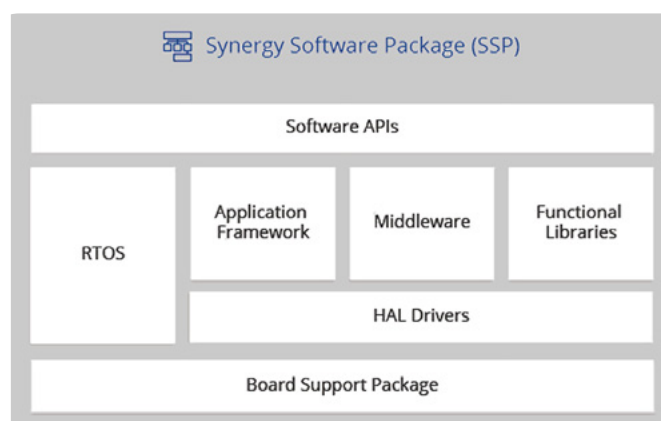 Synergy Software Package (SSP)
Software APIs
RTOS
Application
Framework
Middleware
Functional
Libraries
HAL Drivers
Board Support Package